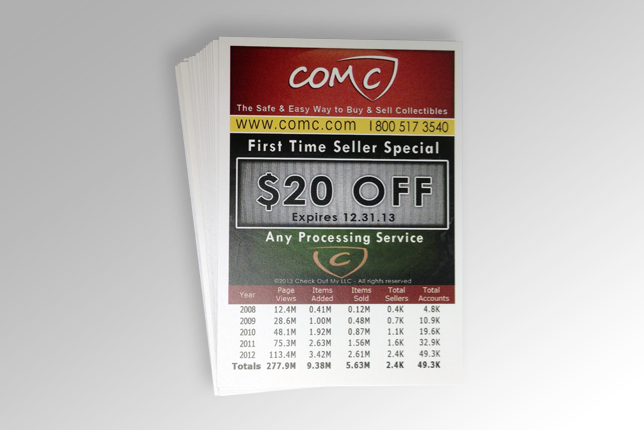 COMC
The Safe & Easy Way to Buy & Sell Collectibles
www.comc.com 1 800 517 3540
First Time Seller Special
$20 OFF
Expires 12.31.13
Any Processing Service
C
©2013 Check Out My LLC - All rights reserved
Year Page Views Items Added Items Sold Total Sellers Total Accounts
2008 12.4M 0.41M 0.12M 0.4K 4.8K
2009 28.6M 1.00M 0.48M 0.7K 10.9K
2010 48.1M 1.92M 0.87M 1.1K 19.6K
2011 75.3M 2.63M 1.56M 1.6K 32.9K
2012 113.4M 3.42M 2.61M 2.4K 49.3K
Totals 277.9M 9.38M 5.63M 2.4K 49.3K